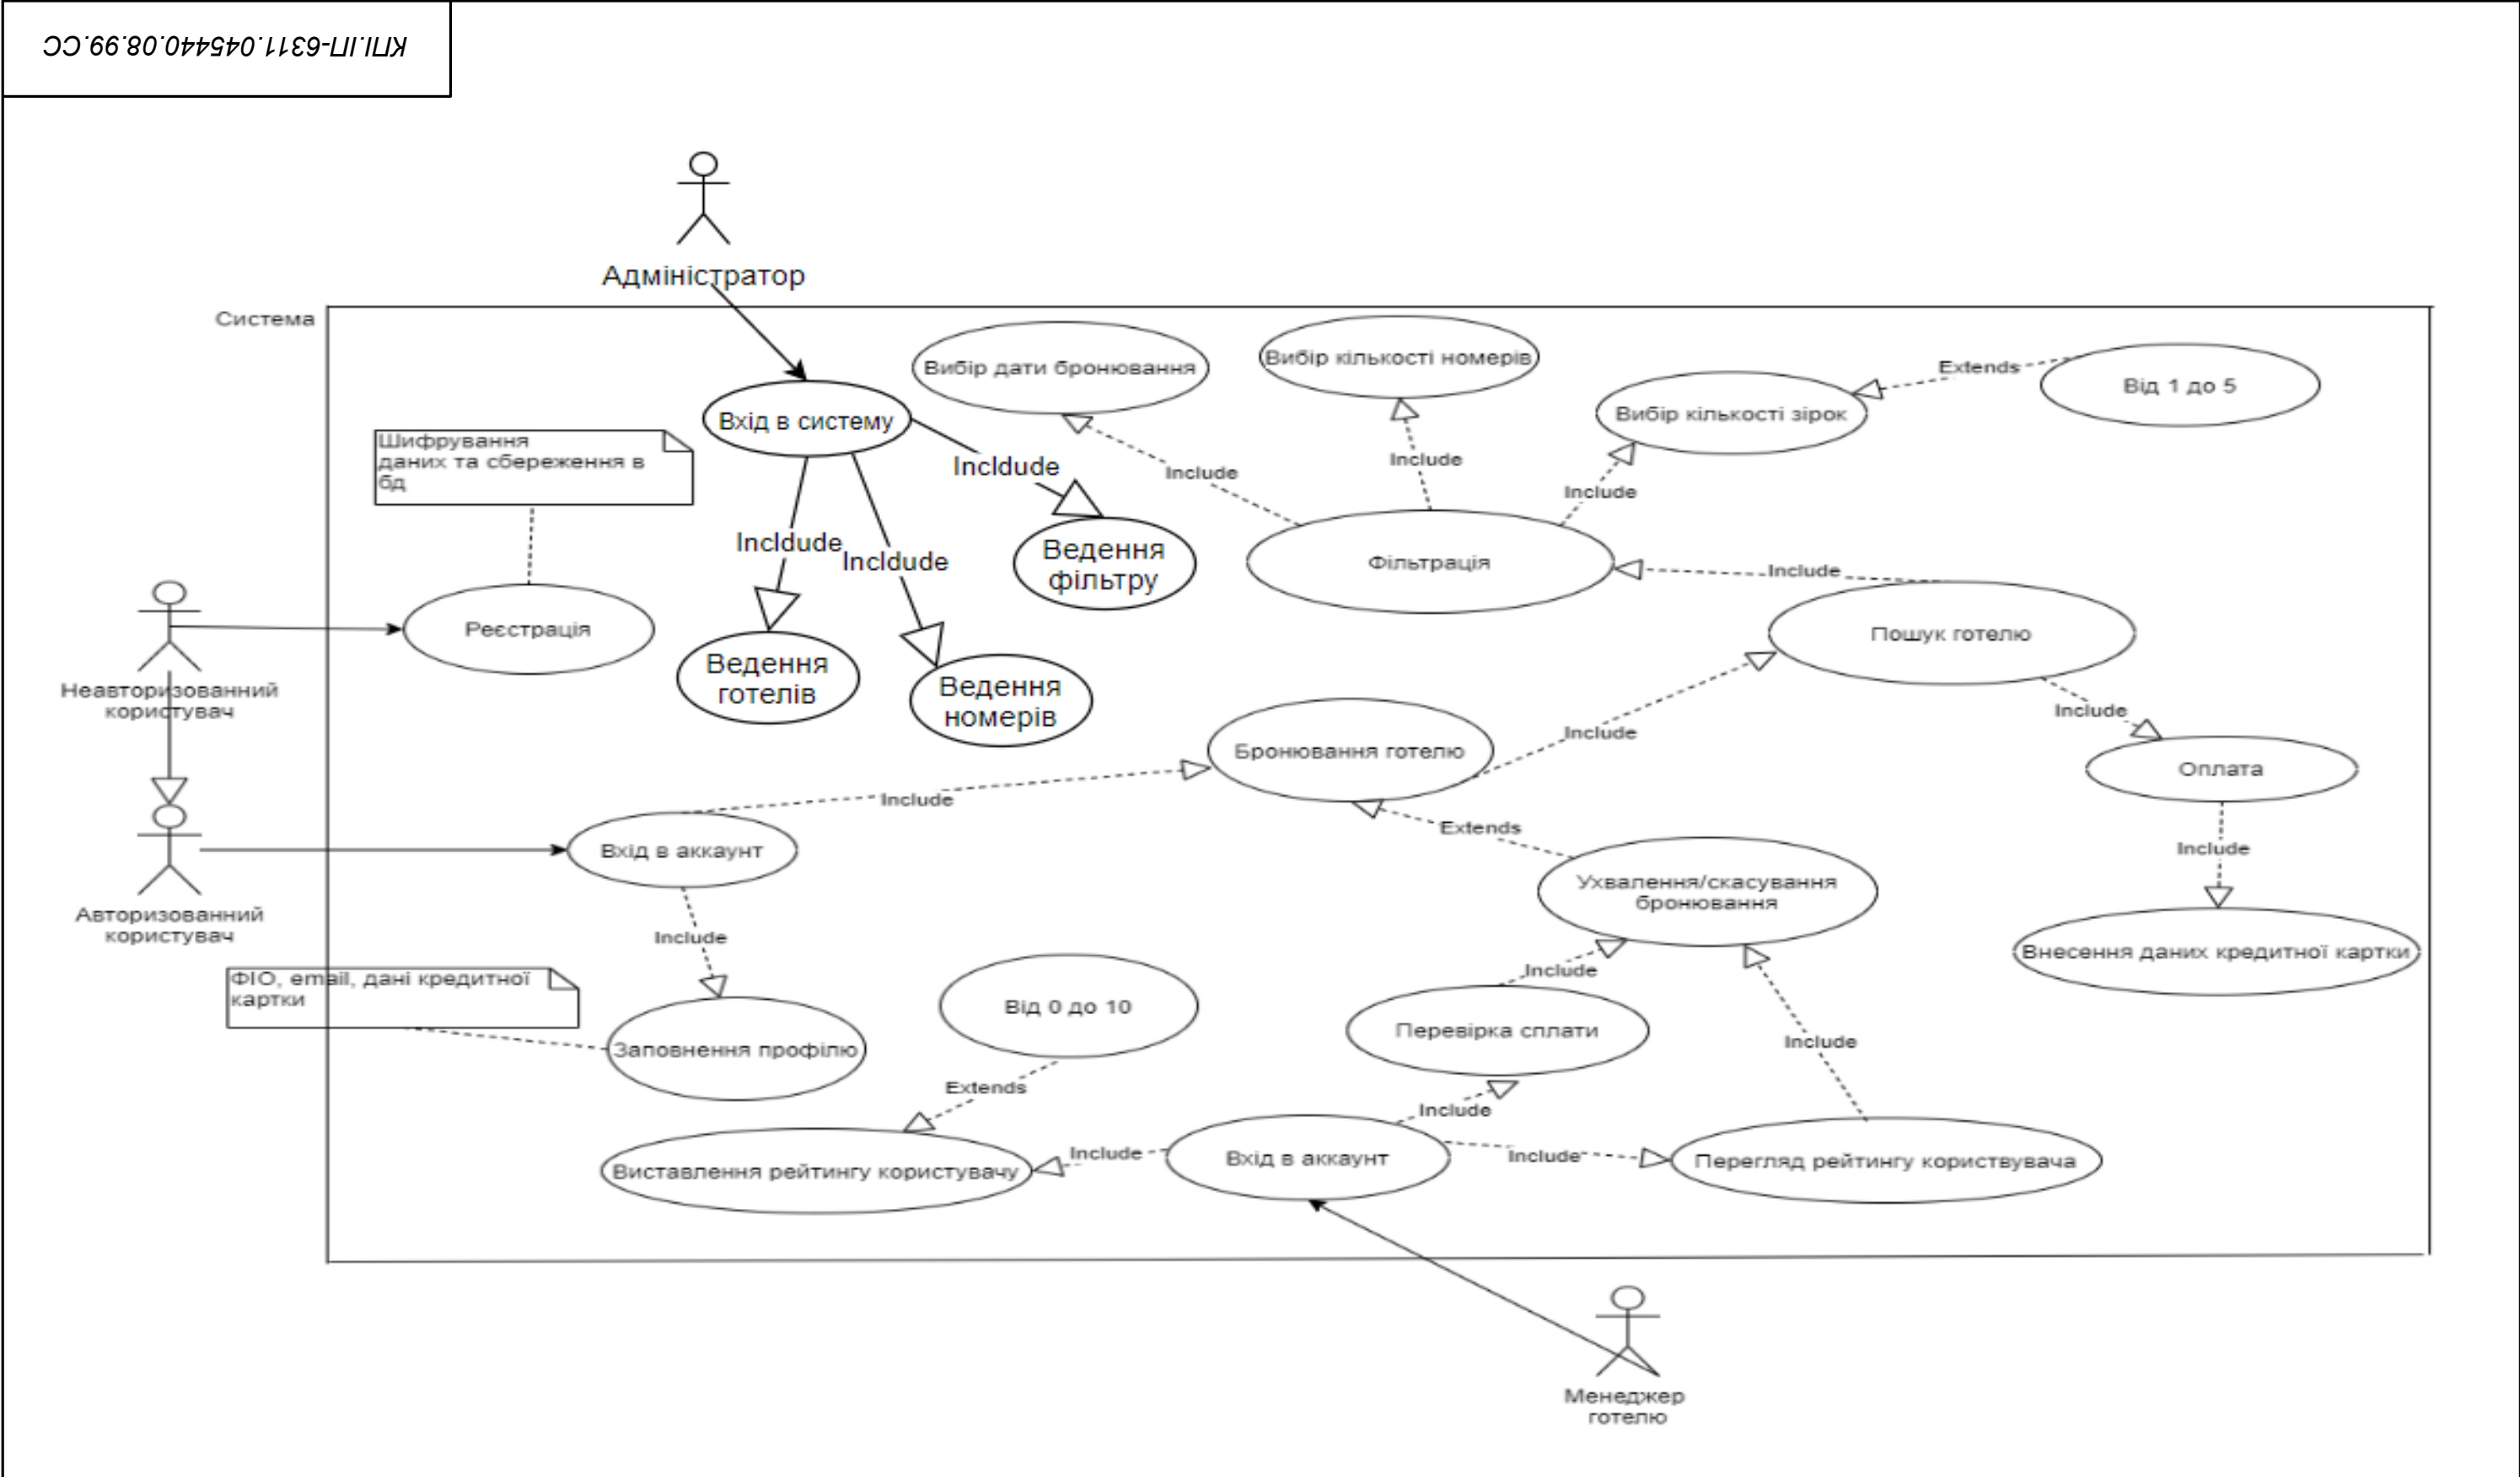 КПІ.ІП-6311.045440.08.99.СС
Адміністратор
Система
Вибір дати бронювання
Вибір кількості номерів
Extends
Від 1 до 5
Вибір кількості зірок
Вхід в систему
Шифрування
даних та сбереження в
бд
Incldude
Include
Include
Include
Incldude
Incldude
Ведення
фільтру
Фільтрація
Include
Реєстрація
Пошук готелю
Ведення
готелів
Ведення
номерів
Неавторизованний
користувач
Include
Include
Бронювання готелю
Оплата
Include
Extends
Include
Вхід в аккаунт
Ухвалення/скасування
бронювання
Авторизованний
користувач
Include
Include
Внесення даних кредитної картки
ФІО, email, дані кредитної
картки
Від 0 до 10
Перевірка сплати
Include
Заповнення профілю
Extends
Include
Include
Include
Виставлення рейтингу користувачу
Вхід в аккаунт
Перегляд рейтингу користвувача
Менеджер
готелю